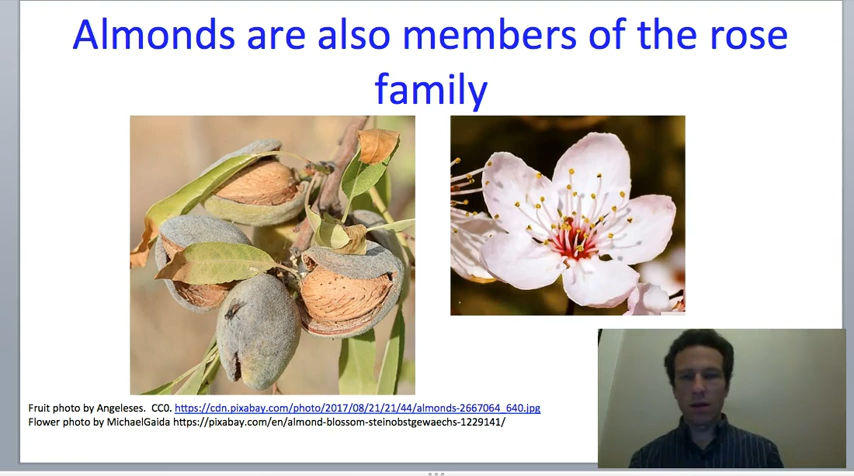 Almonds are also members of the rose
family
Fruit photo by Angeleses.  CC0. https://cdn.pixabay.com/photo/2017/08/21/21/44/almonds-2667064_640.jpg
Flower photo by MichaelGaida https://pixabay.com/en/almond-blossom-steinobstgewaechs-1229141/